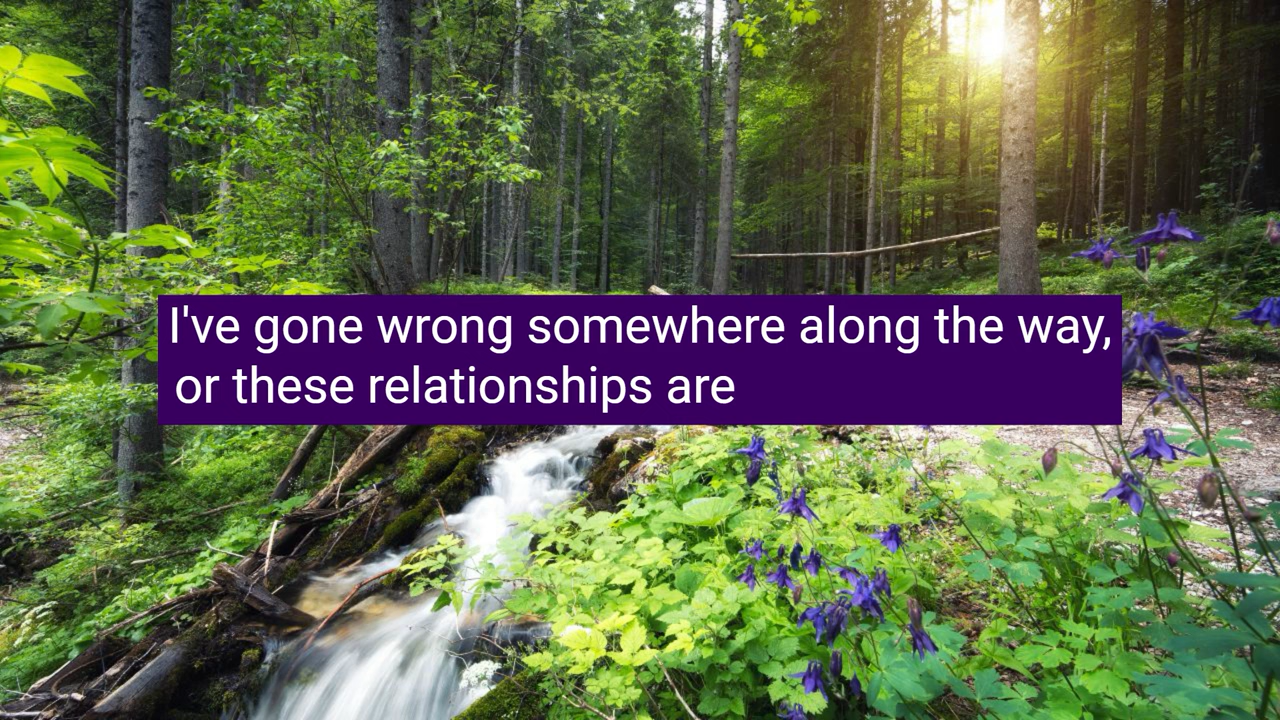 I've gone wrong somewhere along the way,
or these relationships are